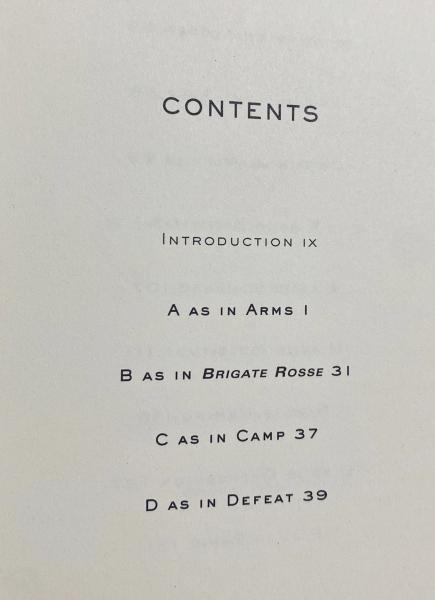 CONTENTS
INTRODUCTION IX
A AS IN ARMS 1
B AS IN BRIGATE ROSSE 31
C AS IN CAMP 37
D AS IN DEFEAT 39